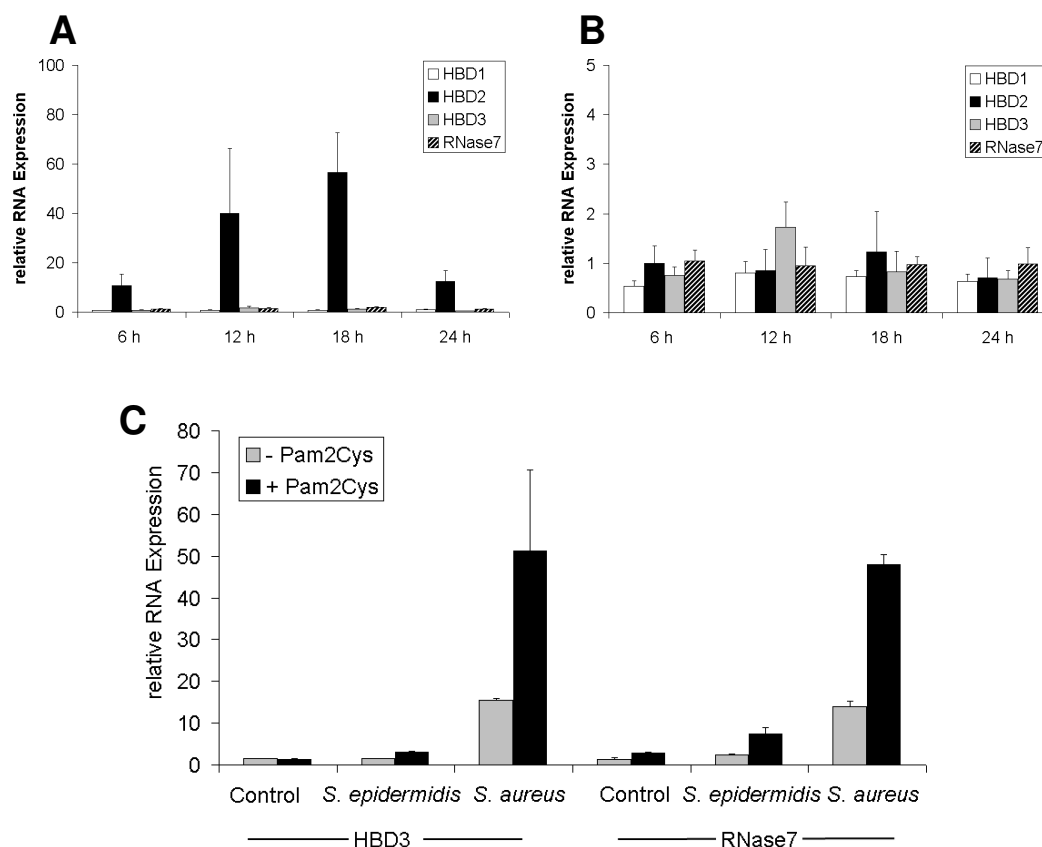 A
relative RNA Expression
100
80
60
40
20
0
6 h 12 h 18 h 24 h
HBD1
HBD2
HBD3
RNase7
B
relative RNA Expression
5
4
3
2
1
0
6 h 12 h 18 h 24 h
HBD1
HBD2
HBD3
RNase7
C
relative RNA Expression
80
70
60
50
40
30
20
10
0
- Pam2Cys
+ Pam2Cys
Control S. epidermidis S. aureus Control S. epidermidis S. aureus
HBD3 RNase7